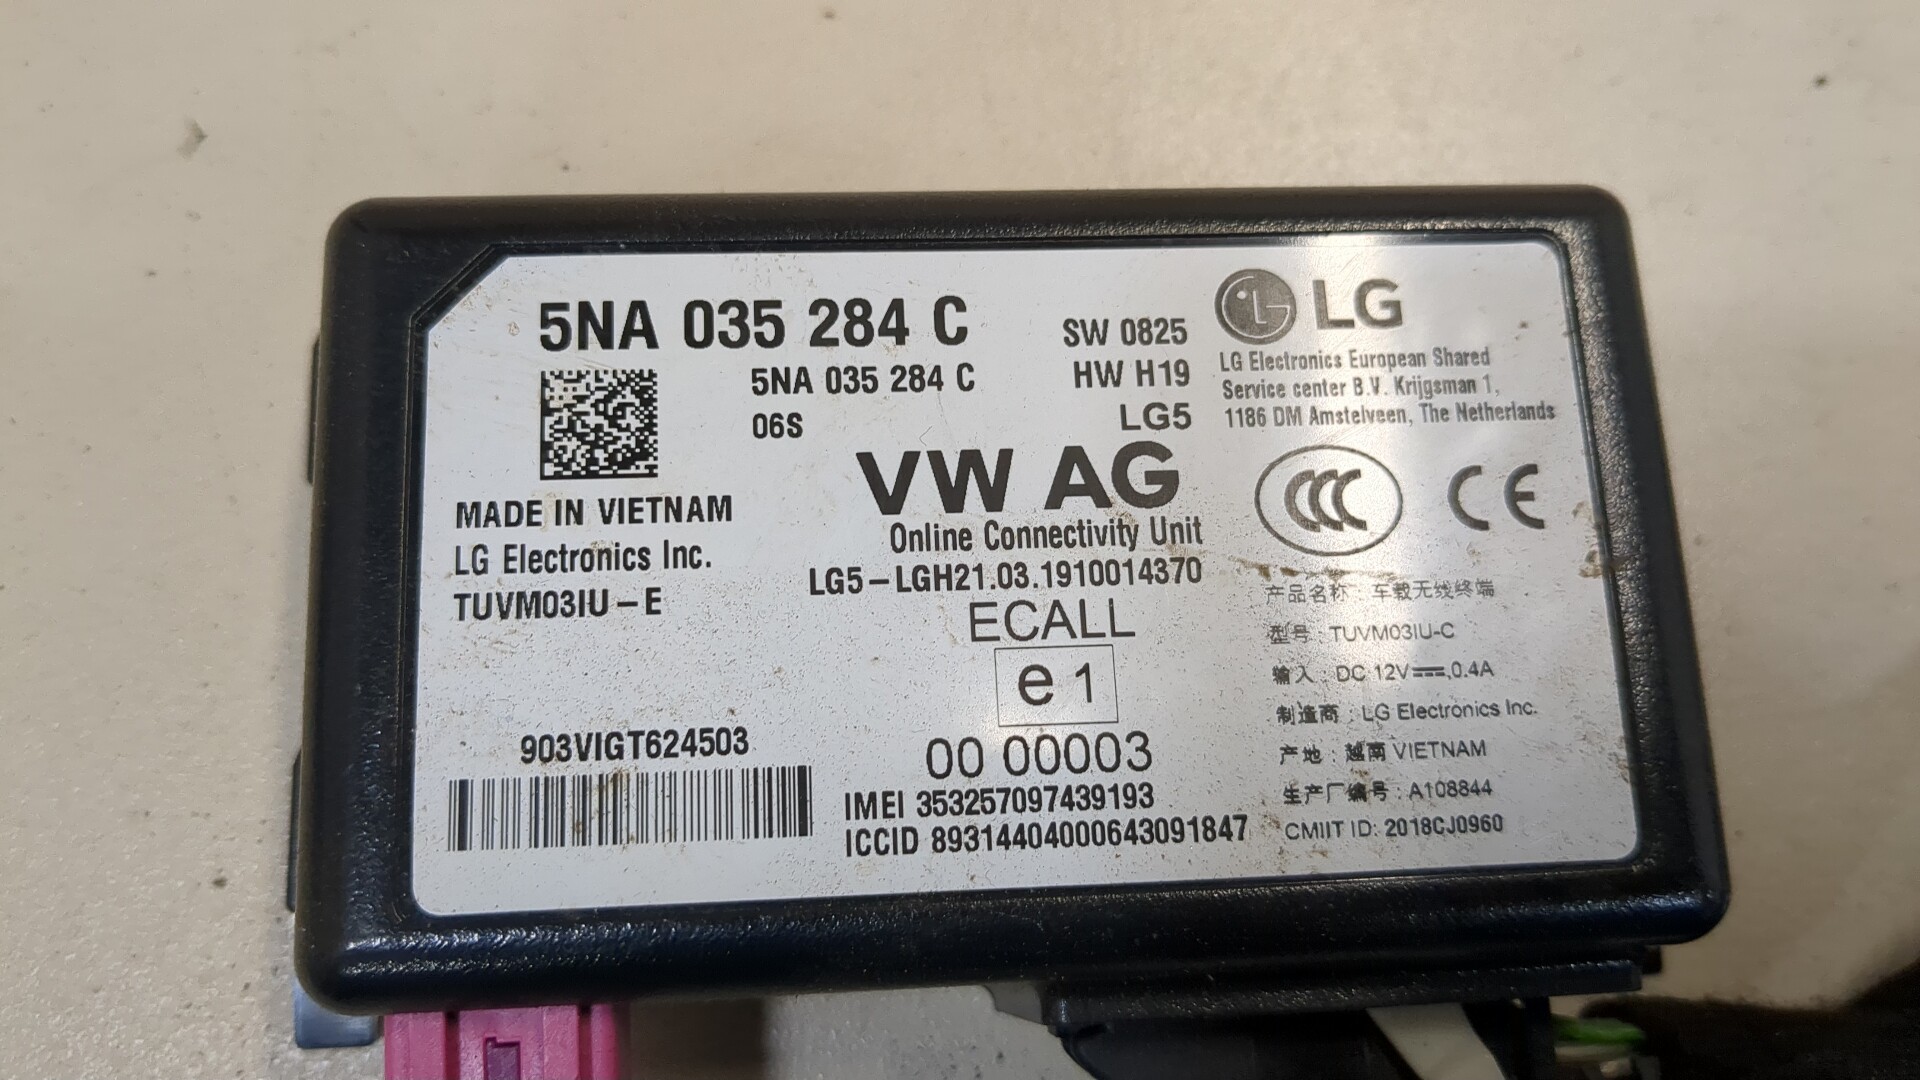 5NA 035 284 C
5NA 035 284 C
06S
SW 0825
HW H19
LG5
LG
LG Electronics European Shared
Service center B.V. Krijgsman 1,
1186 DM Amstelveen, The Netherlands
VW AG
Online Connectivity Unit
LG5-LGH21.03.1910014370
CCC
CE
MADE IN VIETNAM
LG Electronics Inc.
TUVM03IU-E
ECALL
e1
00 00003
903VIGT624503
IMEI 353257097439193
ICCID 89314404000643091847
产品名称 : 车载无线终端
型号 : TUVM03IU-C
输入 : DC 12V⎓,0.4A
制造商 : LG Electronics Inc.
产地 : 越南 VIETNAM
生产厂编号 : A108844
CMIIT ID: 2018CJ0960